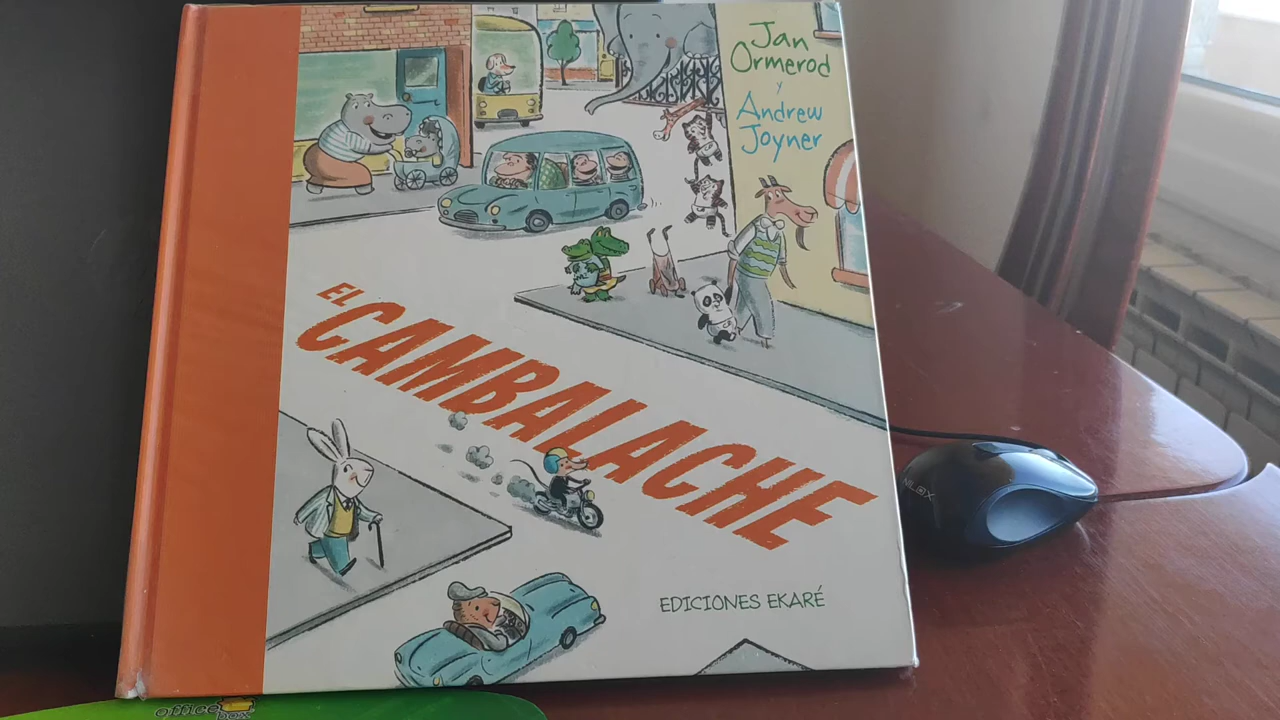 Jan
Ormerod
y
Andrew
Joyner
EL
CAMBALACHE
EDICIONES EKARÉ
NILOX
office
box